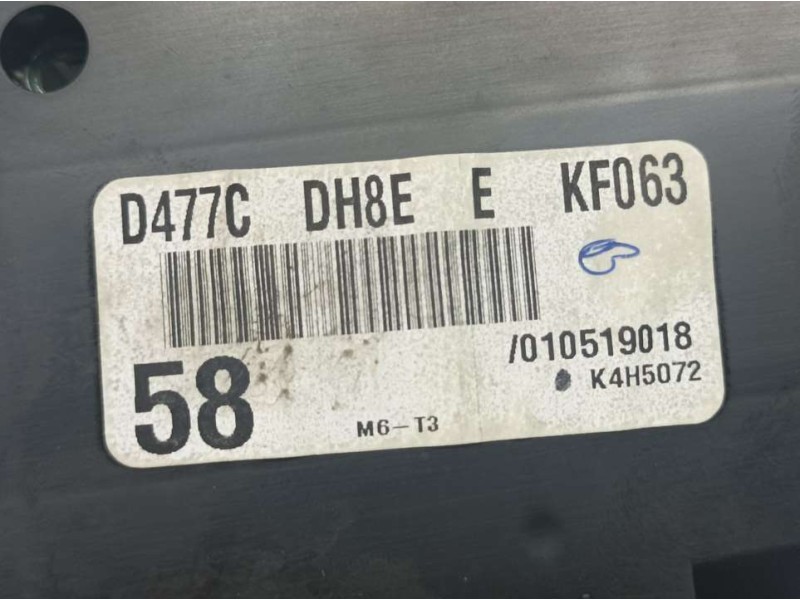 D477C DH8E E KF063
/010519018
58 K4H5072
M6-T3